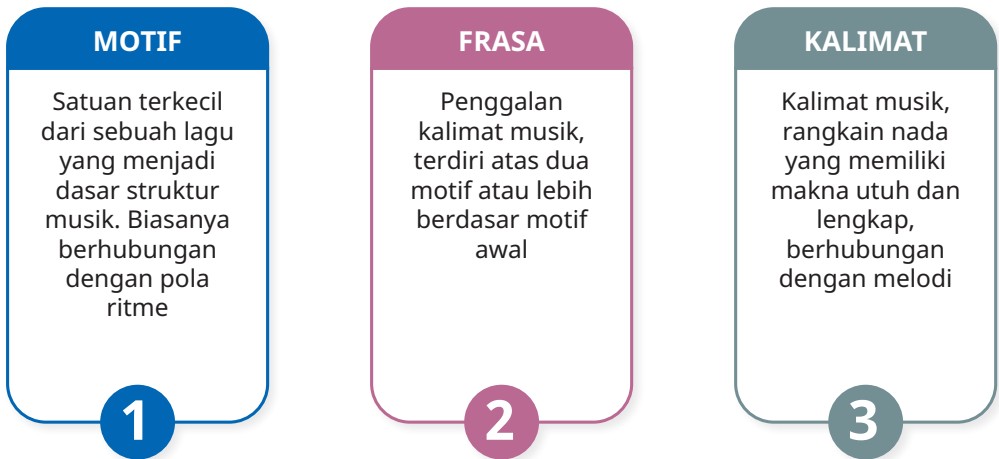 MOTIF
Satuan terkecil
dari sebuah lagu
yang menjadi
dasar struktur
musik. Biasanya
berhubungan
dengan pola
ritme
1
FRASA
Penggalan
kalimat musik,
terdiri atas dua
motif atau lebih
berdasar motif
awal
2
KALIMAT
Kalimat musik,
rangkain nada
yang memiliki
makna utuh dan
lengkap,
berhubungan
dengan melodi
3